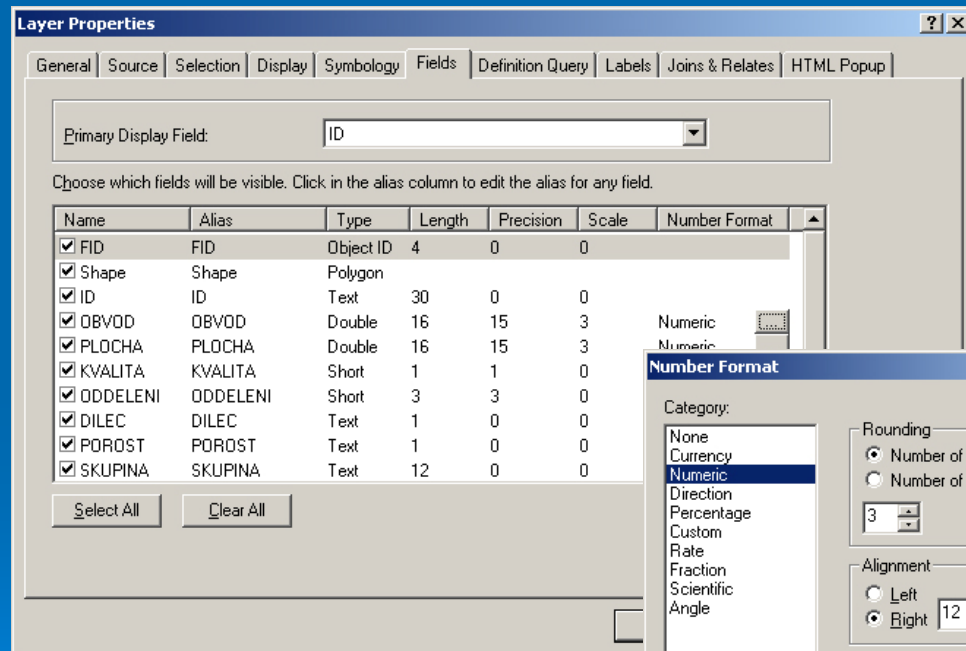 Layer Properties
General Source Selection Display Symbology Fields Definition Query Labels Joins & Relates HTML Popup
Primary Display Field: ID
Choose which fields will be visible. Click in the alias column to edit the alias for any field.
Name Alias Type Length Precision Scale Number Format
FID FID Object ID 4 0 0
Shape Shape Polygon
ID ID Text 30 0 0
OBVOD OBVOD Double 16 15 3 Numeric ...
PLOCHA PLOCHA Double 16 15 3 Numeric
KVALITA KVALITA Short 1 1 0
ODDELENI ODDELENI Short 3 3 0
DILEC DILEC Text 1 0 0
POROST POROST Text 1 0 0
SKUPINA SKUPINA Text 12 0 0
Select All Clear All
Number Format
Category:
None
Currency
Numeric
Direction
Percentage
Custom
Rate
Fraction
Scientific
Angle
Rounding
Number of
Number of
3
Alignment
Left
Right 12